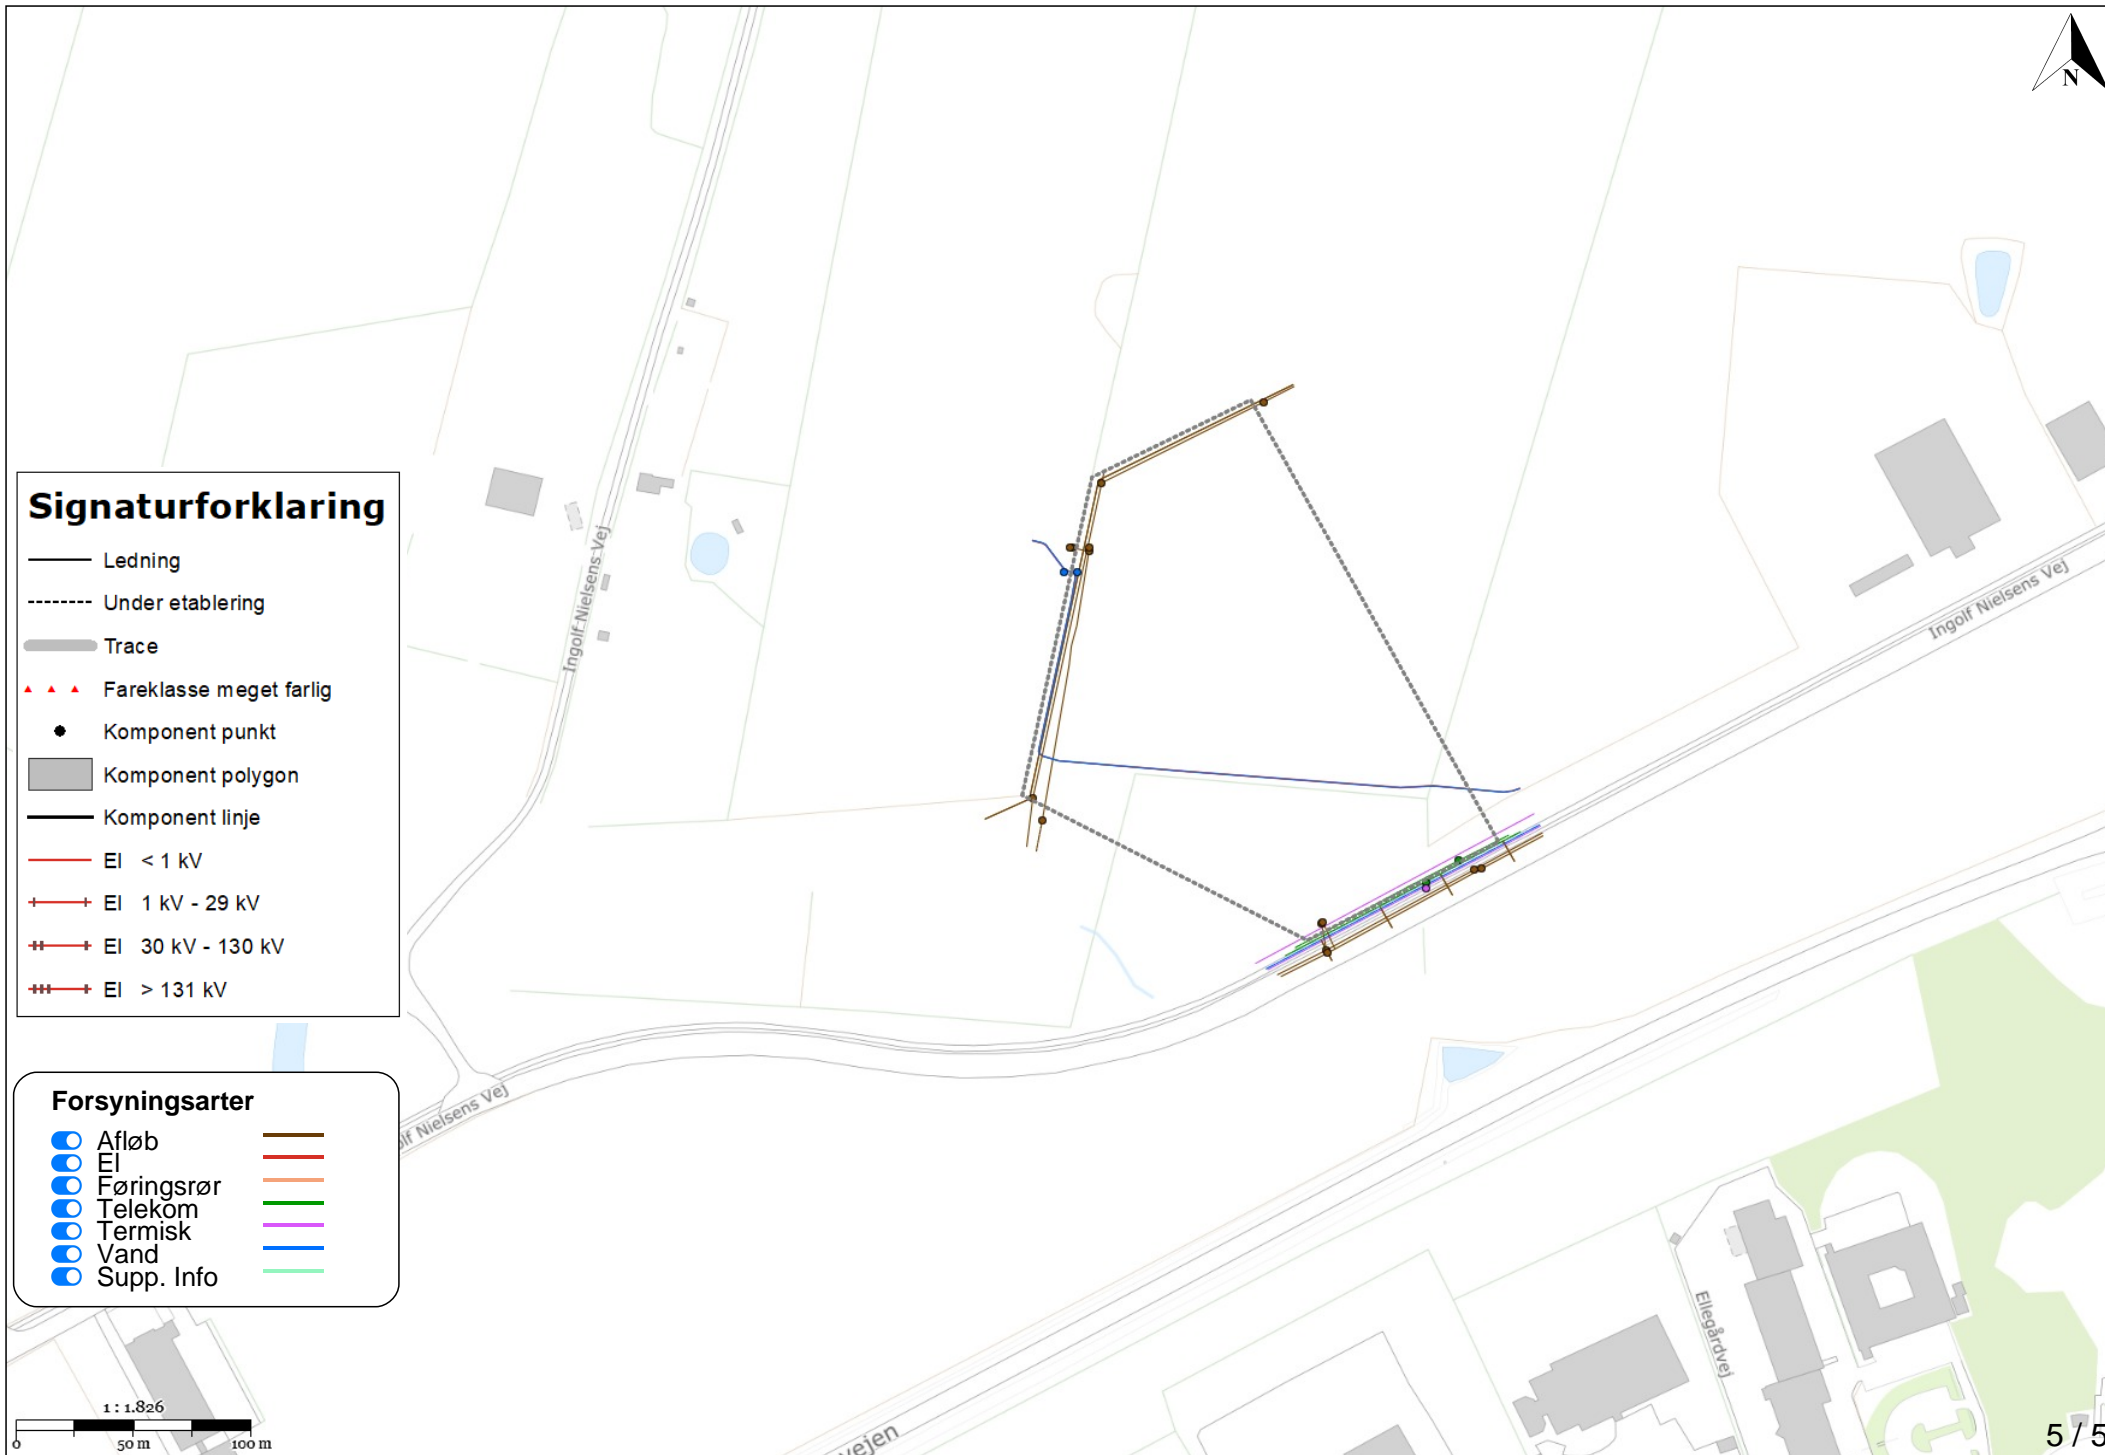 N
Signaturforklaring
Ledning
Under etablering
Trace
Fareklasse meget farlig
Komponent punkt
Komponent polygon
Komponent linje
El < 1 kV
El 1 kV - 29 kV
El 30 kV - 130 kV
El > 131 kV
Forsyningsarter
Afløb
El
Føringsrør
Telekom
Termisk
Vand
Supp. Info
Ingolf Nielsens Vej
Ingolf Nielsens Vej
olf Nielsens Vej
Ellegårdvej
vejen
1 : 1.826
0 50 m 100 m
5 / 5